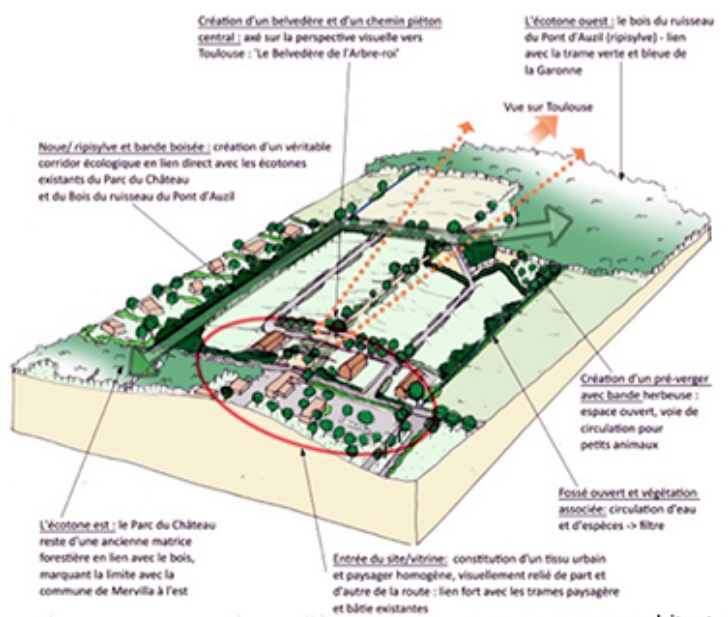 Création d'un belvedère et d'un chemin piéton
central : axé sur la perspective visuelle vers
Toulouse : 'Le Belvedère de l'Arbre-roi'
L'écotone ouest : le bois du ruisseau
du Pont d'Auzil (ripisylve) - lien
avec la trame verte et bleue de
la Garonne
Vue sur Toulouse
Noue/ ripisylve et bande boisée : création d'un véritable
corridor écologique en lien direct avec les écotones
existants du Parc du Château
et du Bois du ruisseau du Pont d'Auzil
Création d'un pré-verger
avec bande herbeuse :
espace ouvert, voie de
circulation pour
petits animaux
Fossé ouvert et végétation
associée: circulation d'eau
et d'espèces -> filtre
L'écotone est : le Parc du Château
reste d'une ancienne matrice
forestière en lien avec le bois,
marquant la limite avec la
commune de Mervilla à l'est
Entrée du site/vitrine: constitution d'un tissu urbain
et paysager homogène, visuellement relié de part et
d'autre de la route : lien fort avec les trames paysagère
et bâtie existantes